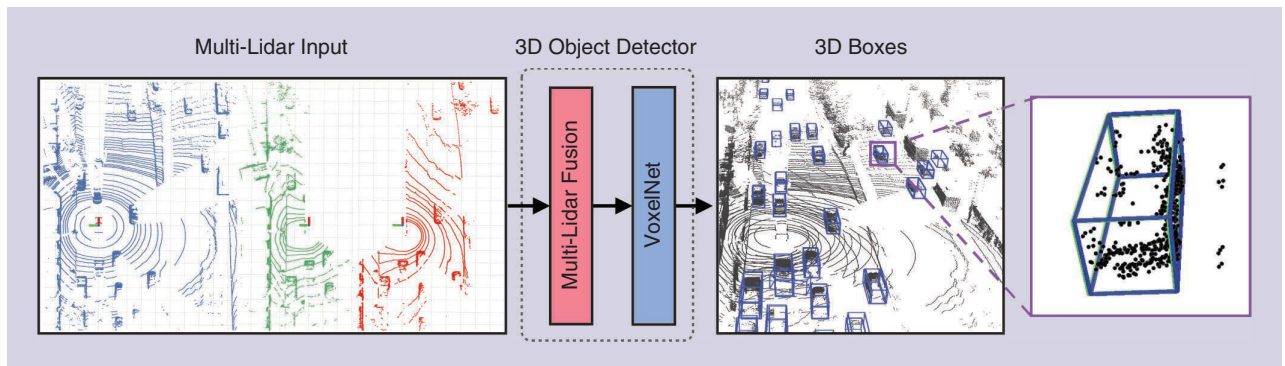 Multi-Lidar Input
3D Object Detector
3D Boxes
Multi-Lidar Fusion
VoxelNet